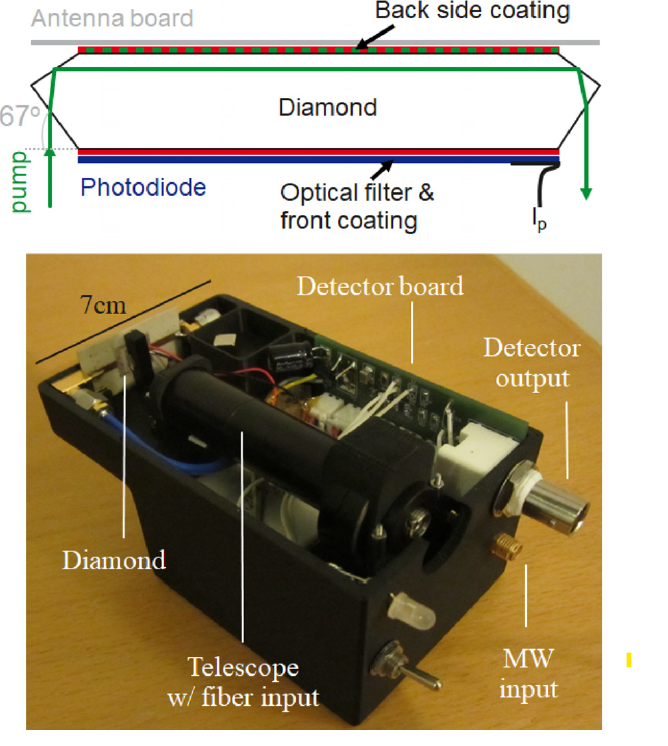 Antenna board
Back side coating
Diamond
67°
pump
Photodiode
Optical filter &
front coating
Ip
7cm
Detector board
Detector
output
Diamond
Telescope
w/ fiber input
MW
input